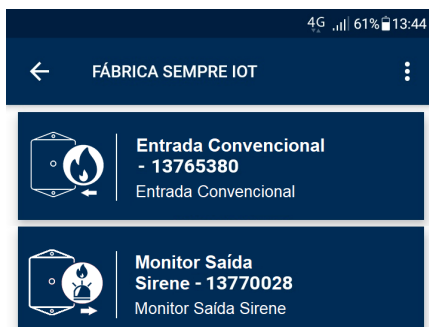 4G 61% 13:44
FÁBRICA SEMPRE IOT
Entrada Convencional
- 13765380
Entrada Convencional
Monitor Saída
Sirene - 13770028
Monitor Saída Sirene